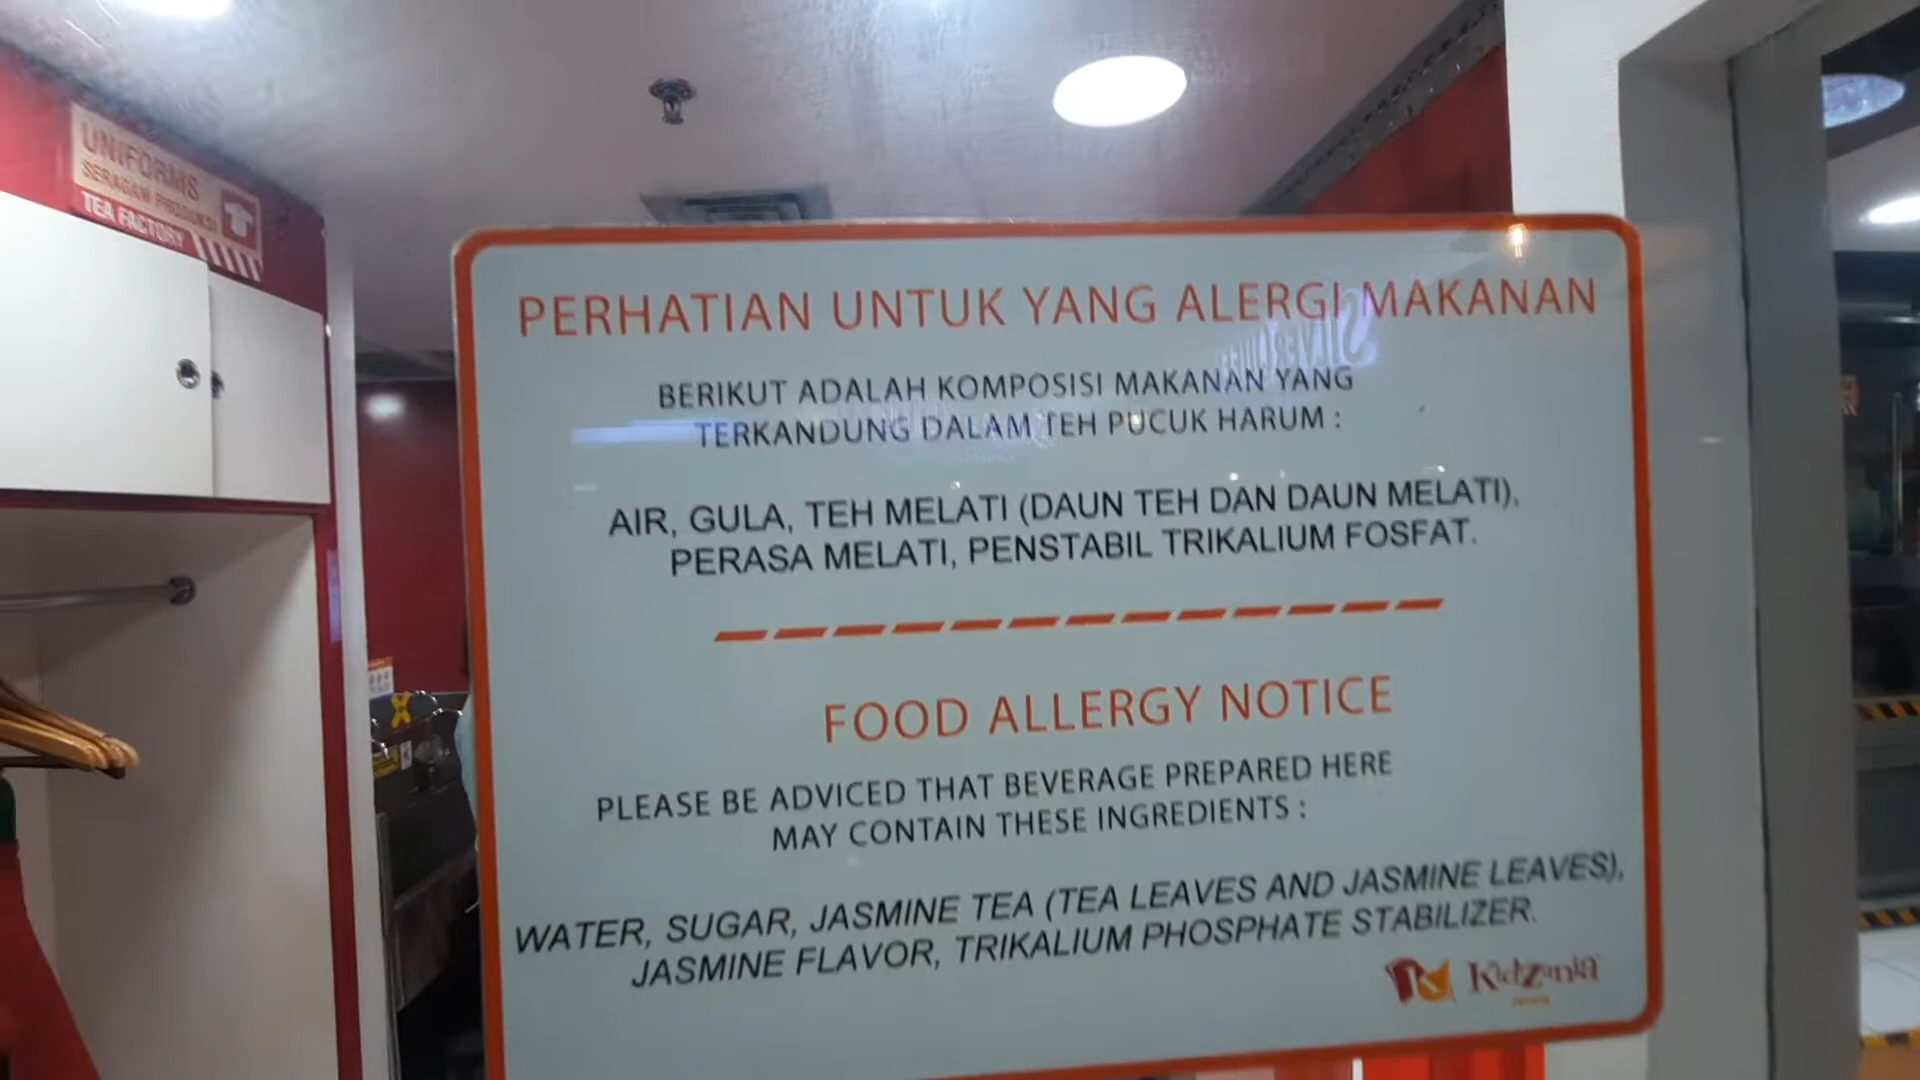 UNIFORMS
SERAGAM PRODUKSI
TEA FACTORY
PERHATIAN UNTUK YANG ALERGI MAKANAN
BERIKUT ADALAH KOMPOSISI MAKANAN YANG
TERKANDUNG DALAM TEH PUCUK HARUM :
AIR, GULA, TEH MELATI (DAUN TEH DAN DAUN MELATI),
PERASA MELATI, PENSTABIL TRIKALIUM FOSFAT.
FOOD ALLERGY NOTICE
PLEASE BE ADVICED THAT BEVERAGE PREPARED HERE
MAY CONTAIN THESE INGREDIENTS :
WATER, SUGAR, JASMINE TEA (TEA LEAVES AND JASMINE LEAVES),
JASMINE FLAVOR, TRIKALIUM PHOSPHATE STABILIZER.
KidZania